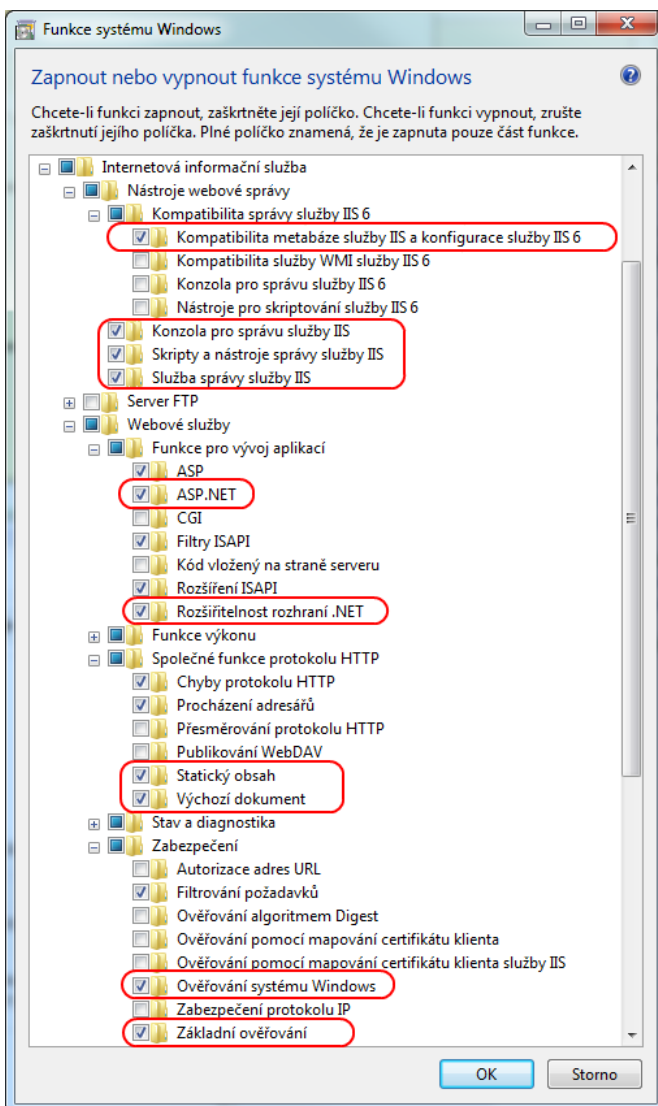 Funkce systému Windows
Zapnout nebo vypnout funkce systému Windows
Chcete-li funkci zapnout, zaškrtněte její políčko. Chcete-li funkci vypnout, zrušte
zaškrtnutí jejího políčka. Plné políčko znamená, že je zapnuta pouze část funkce.
Internetová informační služba
Nástroje webové správy
Kompatibilita správy služby IIS 6
Kompatibilita metabáze služby IIS a konfigurace služby IIS 6
Kompatibilita služby WMI služby IIS 6
Konzola pro správu služby IIS 6
Nástroje pro skriptování služby IIS 6
Konzola pro správu služby IIS
Skripty a nástroje správy služby IIS
Služba správy služby IIS
Server FTP
Webové služby
Funkce pro vývoj aplikací
ASP
ASP.NET
CGI
Filtry ISAPI
Kód vložený na straně serveru
Rozšíření ISAPI
Rozšiřitelnost rozhraní .NET
Funkce výkonu
Společné funkce protokolu HTTP
Chyby protokolu HTTP
Procházení adresářů
Přesměrování protokolu HTTP
Publikování WebDAV
Statický obsah
Výchozí dokument
Stav a diagnostika
Zabezpečení
Autorizace adres URL
Filtrování požadavků
Ověřování algoritmem Digest
Ověřování pomocí mapování certifikátu klienta
Ověřování pomocí mapování certifikátu klienta služby IIS
Ověřování systému Windows
Zabezpečení protokolu IP
Základní ověřování
OK Storno